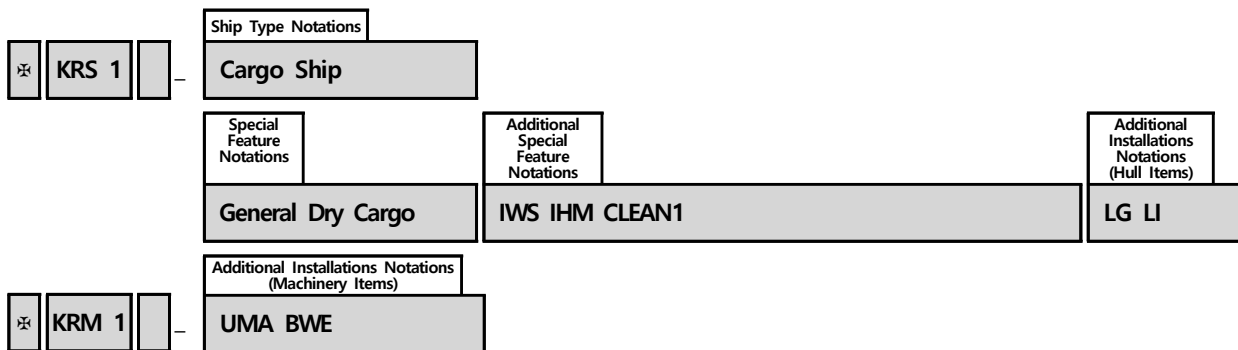 Ship Type Notations
✠ KRS 1 _ Cargo Ship
Special
Feature
Notations
Additional
Special
Feature
Notations
Additional
Installations
Notations
(Hull Items)
General Dry Cargo IWS IHM CLEAN1 LG LI
Additional Installations Notations
(Machinery Items)
✠ KRM 1 _ UMA BWE